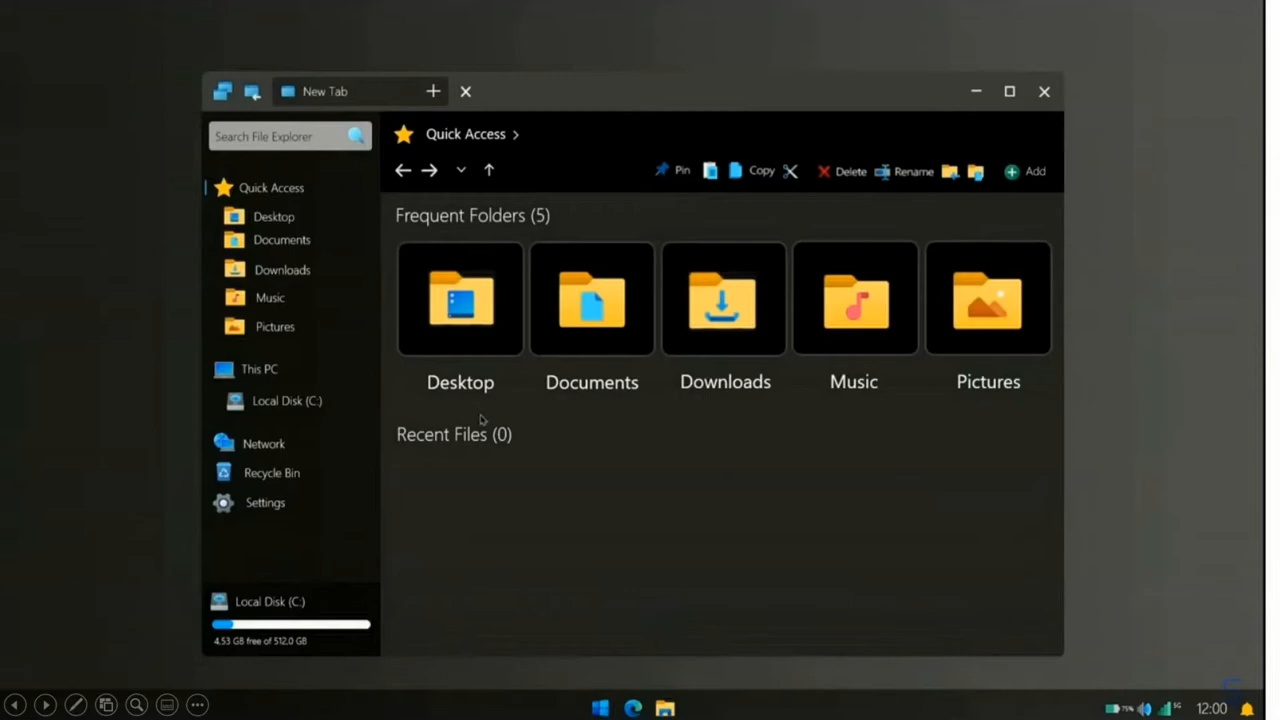 New Tab
Search File Explorer
Quick Access
Desktop
Documents
Downloads
Music
Pictures
This PC
Local Disk (C:)
Network
Recycle Bin
Settings
Local Disk (C:)
4.53 GB free of 512.0 GB
Quick Access
Pin Copy Delete Rename Add
Frequent Folders (5)
Desktop Documents Downloads Music Pictures
Recent Files (0)
75% 5G 12:00